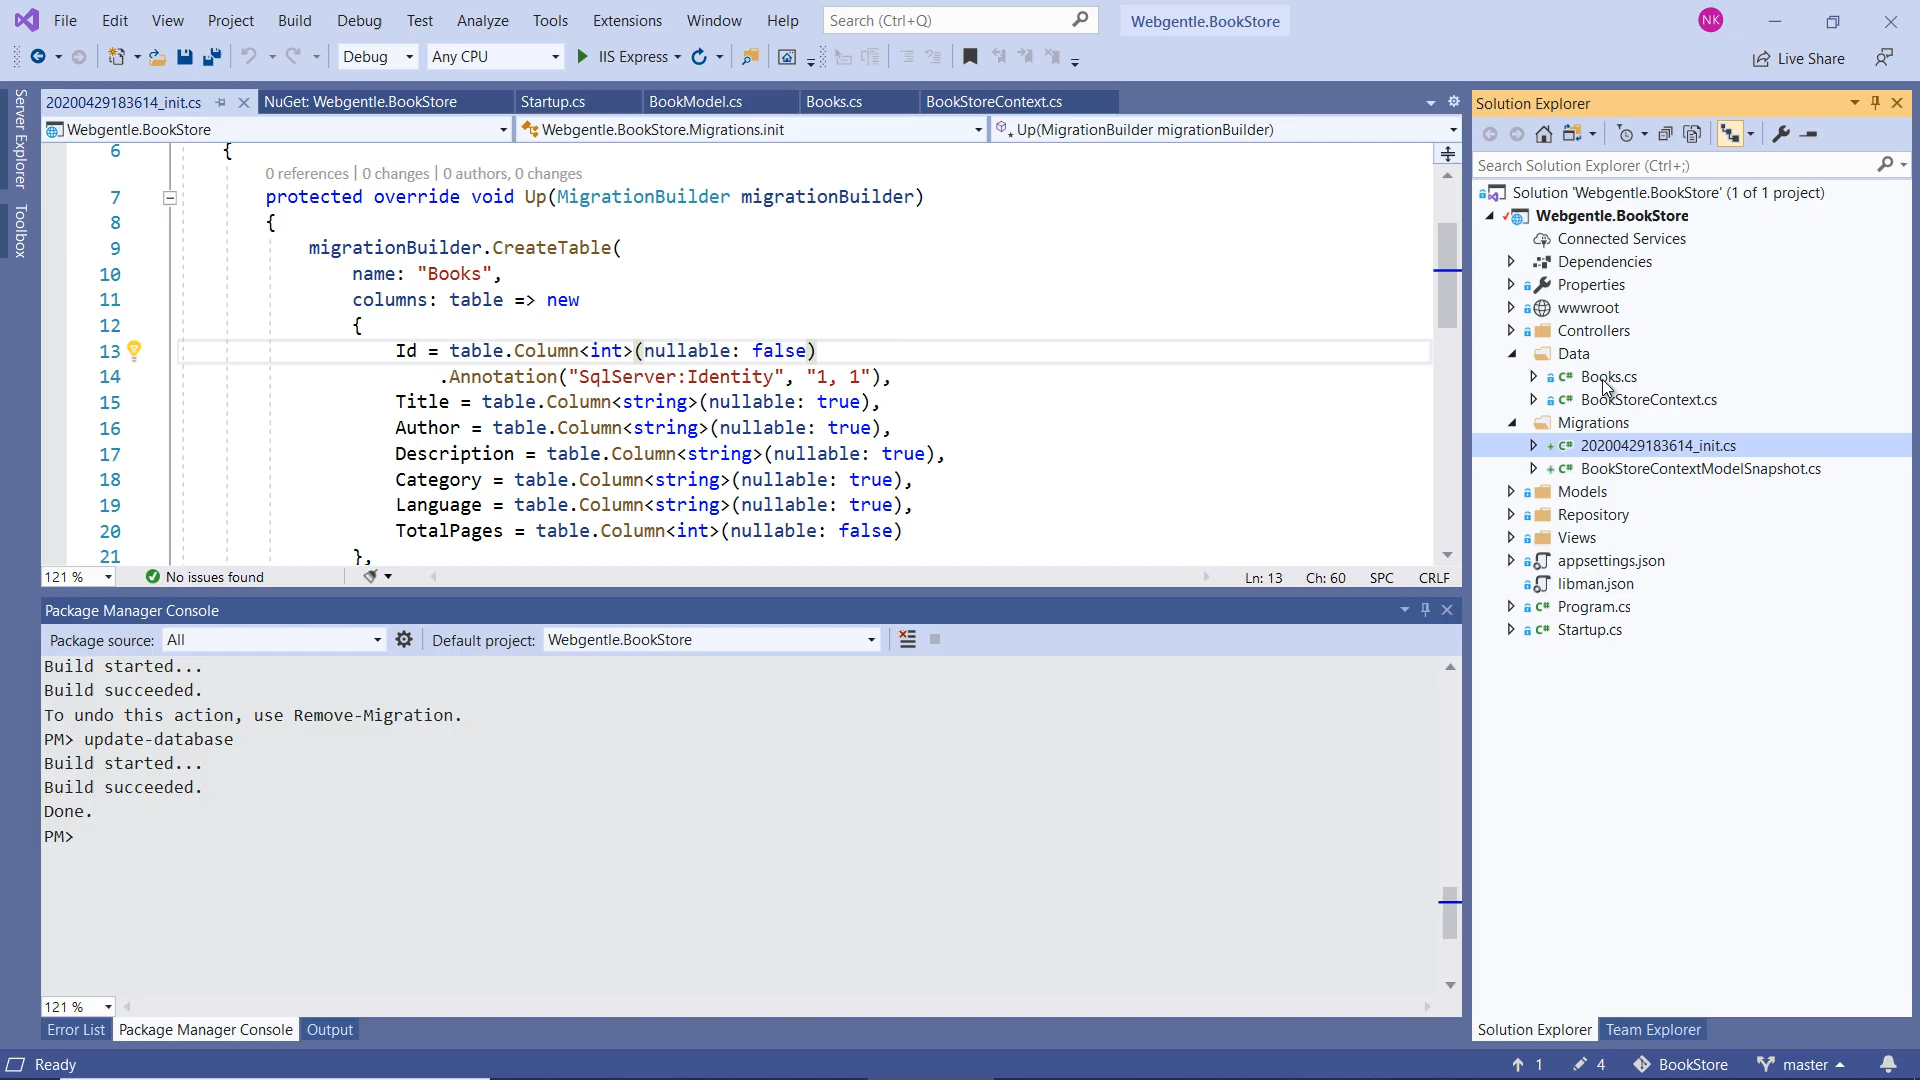 File Edit View Project Build Debug Test Analyze Tools Extensions Window Help Search (Ctrl+Q) Webgentle.BookStore NK
Debug Any CPU IIS Express Live Share
Server Explorer
Toolbox
20200429183614_init.cs NuGet: Webgentle.BookStore Startup.cs BookModel.cs Books.cs BookStoreContext.cs
Webgentle.BookStore Webgentle.BookStore.Migrations.init Up(MigrationBuilder migrationBuilder)
6 {
0 references | 0 changes | 0 authors, 0 changes
7 protected override void Up(MigrationBuilder migrationBuilder)
8 {
9 migrationBuilder.CreateTable(
10 name: "Books",
11 columns: table => new
12 {
13 Id = table.Column<int>(nullable: false)
14 .Annotation("SqlServer:Identity", "1, 1"),
15 Title = table.Column<string>(nullable: true),
16 Author = table.Column<string>(nullable: true),
17 Description = table.Column<string>(nullable: true),
18 Category = table.Column<string>(nullable: true),
19 Language = table.Column<string>(nullable: true),
20 TotalPages = table.Column<int>(nullable: false)
21 },
121 % No issues found Ln: 13 Ch: 60 SPC CRLF
Package Manager Console
Package source: All Default project: Webgentle.BookStore
Build started...
Build succeeded.
To undo this action, use Remove-Migration.
PM> update-database
Build started...
Build succeeded.
Done.
PM>
121 %
Error List Package Manager Console Output
Solution Explorer
Search Solution Explorer (Ctrl+;)
Solution 'Webgentle.BookStore' (1 of 1 project)
Webgentle.BookStore
Connected Services
Dependencies
Properties
wwwroot
Controllers
Data
C# Books.cs
C# BookStoreContext.cs
Migrations
C# 20200429183614_init.cs
C# BookStoreContextModelSnapshot.cs
Models
Repository
Views
appsettings.json
libman.json
C# Program.cs
C# Startup.cs
Solution Explorer Team Explorer
Ready 1 4 BookStore master